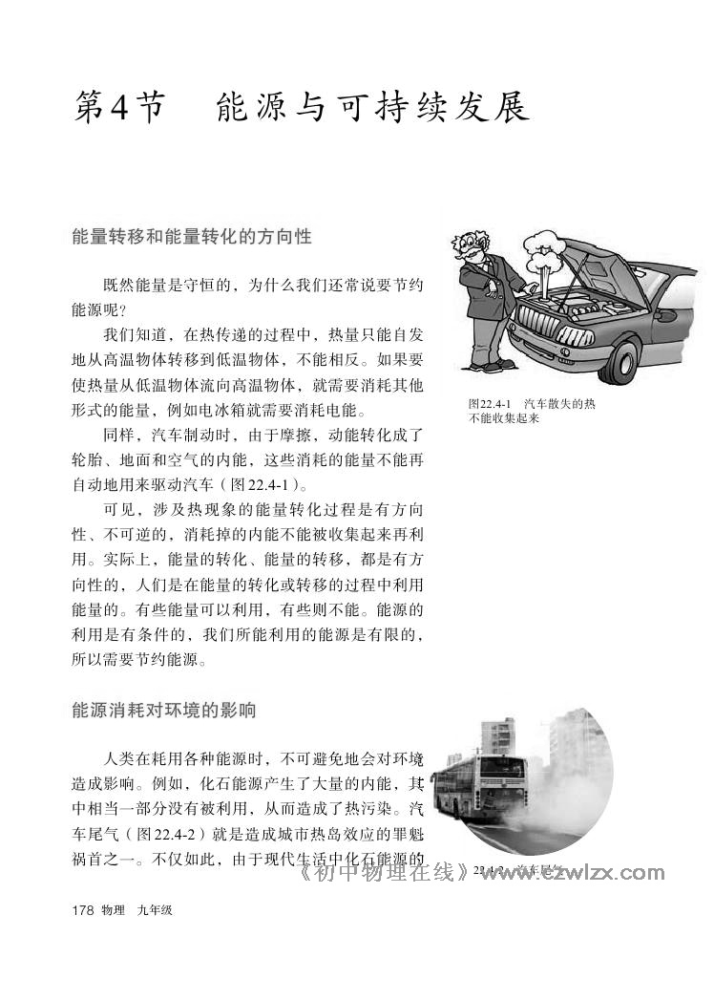 第4节 能源与可持续发展
能量转移和能量转化的方向性
既然能量是守恒的，为什么我们还常说要节约
能源呢？
我们知道，在热传递的过程中，热量只能自发
地从高温物体转移到低温物体，不能相反。如果要
使热量从低温物体流向高温物体，就需要消耗其他
形式的能量，例如电冰箱就需要消耗电能。
同样，汽车制动时，由于摩擦，动能转化成了
轮胎、地面和空气的内能，这些消耗的能量不能再
自动地用来驱动汽车（图22.4-1）。
可见，涉及热现象的能量转化过程是有方向
性、不可逆的，消耗掉的内能不能被收集起来再利
用。实际上，能量的转化、能量的转移，都是有方
向性的，人们是在能量的转化或转移的过程中利用
能量的。有些能量可以利用，有些则不能。能源的
利用是有条件的，我们所能利用的能源是有限的，
所以需要节约能源。
图22.4-1 汽车散失的热
不能收集起来
能源消耗对环境的影响
人类在耗用各种能源时，不可避免地会对环境
造成影响。例如，化石能源产生了大量的内能，其
中相当一部分没有被利用，从而造成了热污染。汽
车尾气（图22.4-2）就是造成城市热岛效应的罪魁
祸首之一。不仅如此，由于现代生活中化石能源的
22.4-2 汽车尾气
《初中物理在线》www.czwlzx.com
178 物理 九年级